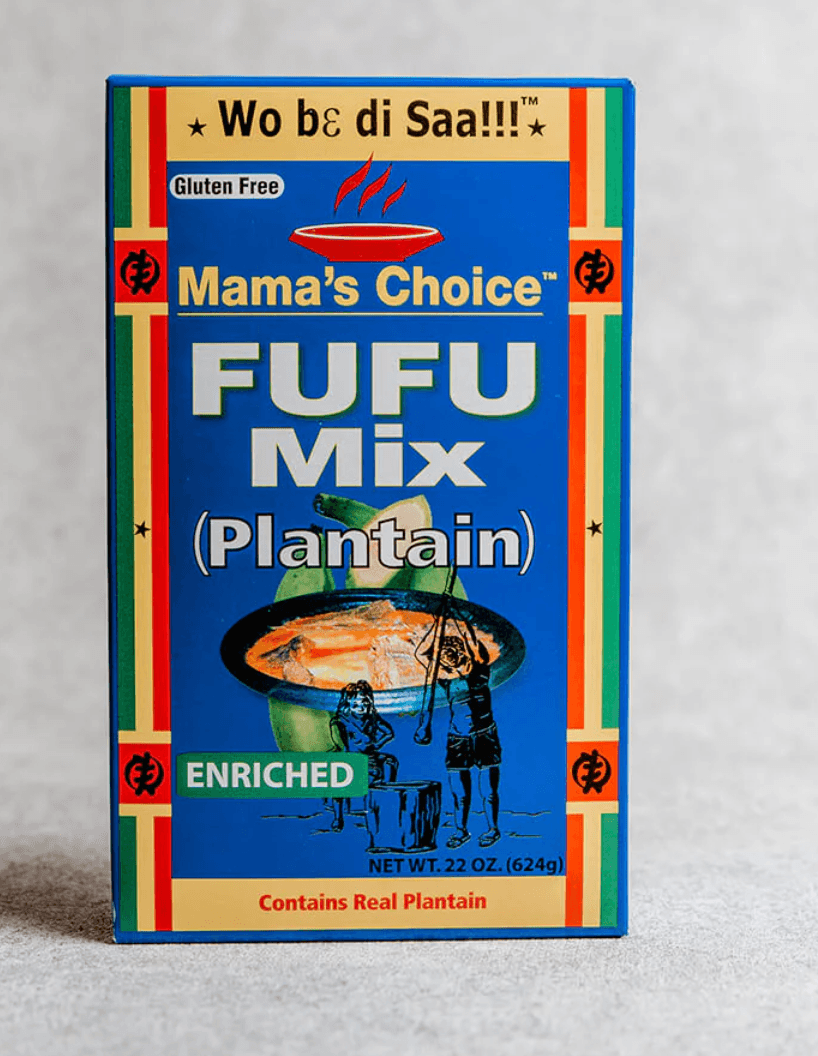 Wo bɛ di Saa!!!™
Gluten Free
Mama's Choice™
FUFU
Mix
(Plantain)
ENRICHED
NET WT. 22 OZ. (624g)
Contains Real Plantain